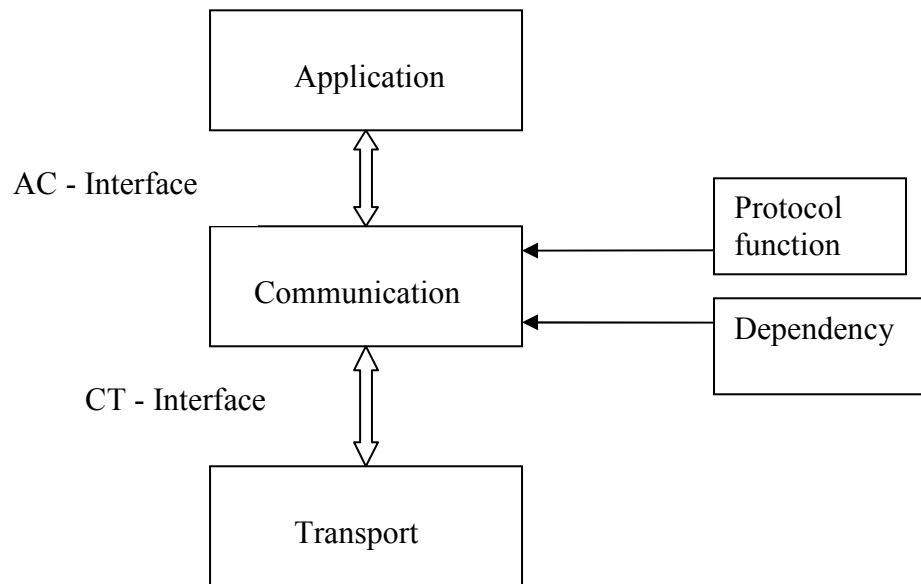 Application
AC - Interface
Protocol
function
Communication
Dependency
CT - Interface
Transport